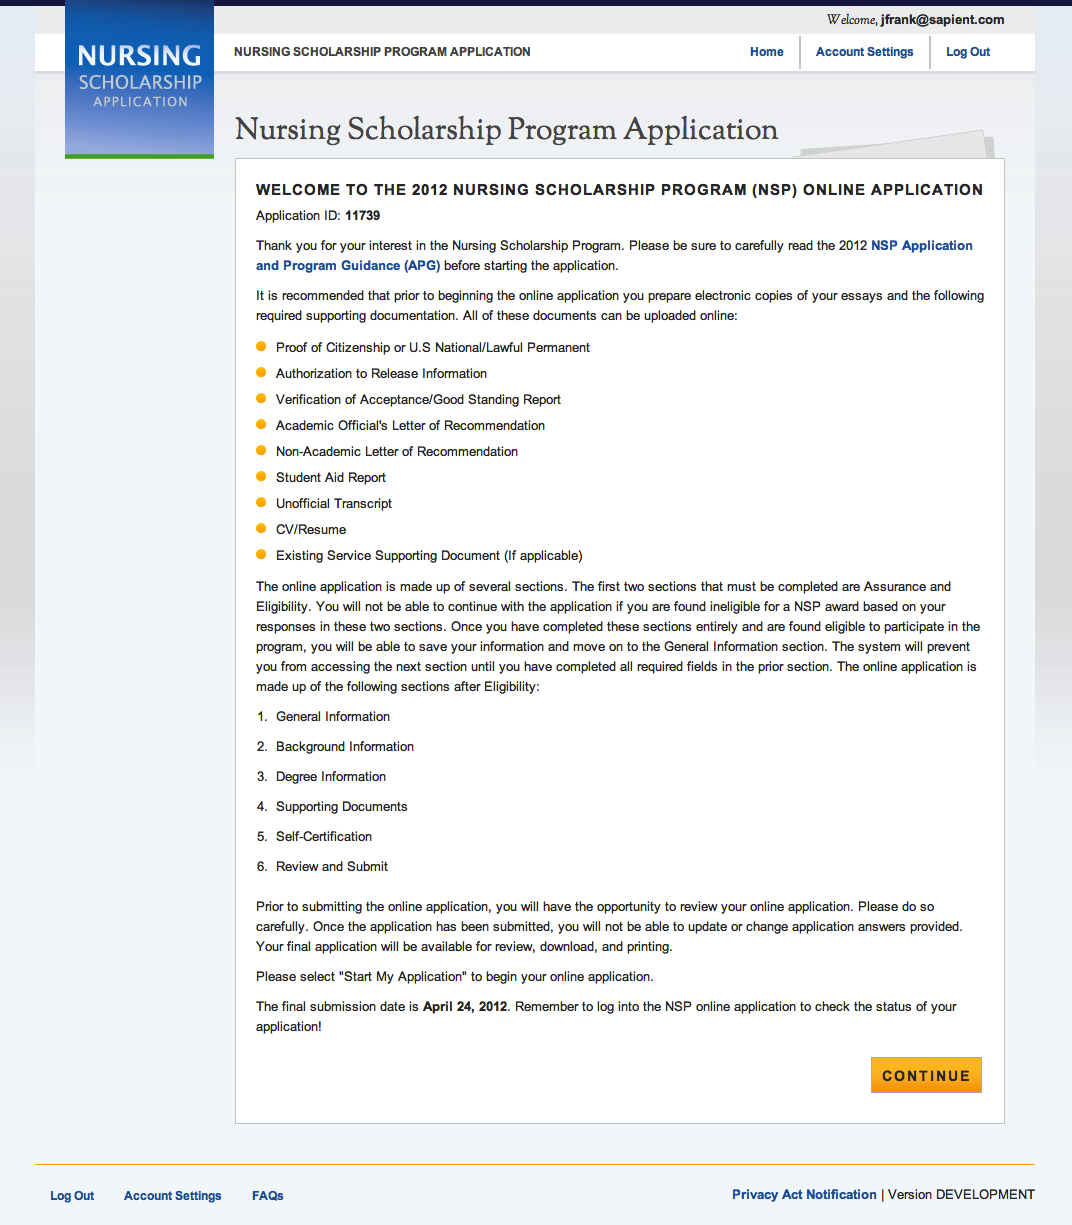 Welcome, jfrank@sapient.com
NURSING
SCHOLARSHIP
APPLICATION
NURSING SCHOLARSHIP PROGRAM APPLICATION
Home
Account Settings
Log Out
Nursing Scholarship Program Application
WELCOME TO THE 2012 NURSING SCHOLARSHIP PROGRAM (NSP) ONLINE APPLICATION
Application ID: 11739
Thank you for your interest in the Nursing Scholarship Program. Please be sure to carefully read the 2012 NSP Application
and Program Guidance (APG) before starting the application.
It is recommended that prior to beginning the online application you prepare electronic copies of your essays and the following
required supporting documentation. All of these documents can be uploaded online:
Proof of Citizenship or U.S National/Lawful Permanent
Authorization to Release Information
Verification of Acceptance/Good Standing Report
Academic Official's Letter of Recommendation
Non-Academic Letter of Recommendation
Student Aid Report
Unofficial Transcript
CV/Resume
Existing Service Supporting Document (If applicable)
The online application is made up of several sections. The first two sections that must be completed are Assurance and
Eligibility. You will not be able to continue with the application if you are found ineligible for a NSP award based on your
responses in these two sections. Once you have completed these sections entirely and are found eligible to participate in the
program, you will be able to save your information and move on to the General Information section. The system will prevent
you from accessing the next section until you have completed all required fields in the prior section. The online application is
made up of the following sections after Eligibility:
1. General Information
2. Background Information
3. Degree Information
4. Supporting Documents
5. Self-Certification
6. Review and Submit
Prior to submitting the online application, you will have the opportunity to review your online application. Please do so
carefully. Once the application has been submitted, you will not be able to update or change application answers provided.
Your final application will be available for review, download, and printing.
Please select "Start My Application" to begin your online application.
The final submission date is April 24, 2012. Remember to log into the NSP online application to check the status of your
application!
CONTINUE
Log Out
Account Settings
FAQs
Privacy Act Notification | Version DEVELOPMENT